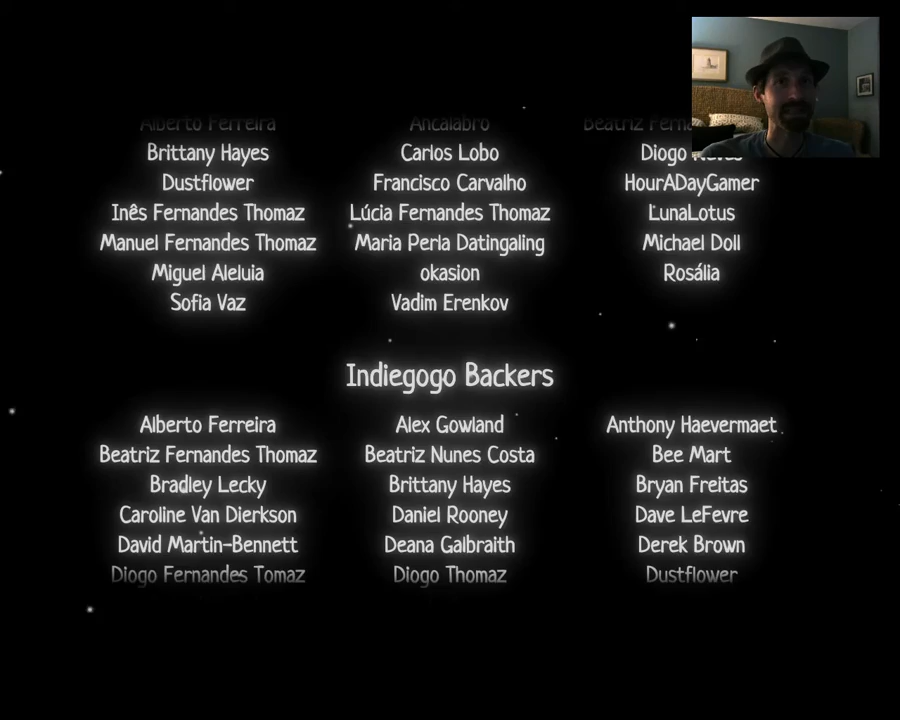 Alberto Ferreira Ancalabro Beatriz
Brittany Hayes Carlos Lobo Diogo
Dustflower Francisco Carvalho HourADayGamer
Inês Fernandes Thomaz Lúcia Fernandes Thomaz LunaLotus
Manuel Fernandes Thomaz Maria Perla Datingaling Michael Doll
Miguel Aleluia okasion Rosália
Sofia Vaz Vadim Erenkov
Indiegogo Backers
Alberto Ferreira Alex Gowland Anthony Haevermaet
Beatriz Fernandes Thomaz Beatriz Nunes Costa Bee Mart
Bradley Lecky Brittany Hayes Bryan Freitas
Caroline Van Dierkson Daniel Rooney Dave LeFevre
David Martin-Bennett Deana Galbraith Derek Brown
Diogo Fernandes Tomaz Diogo Thomaz Dustflower